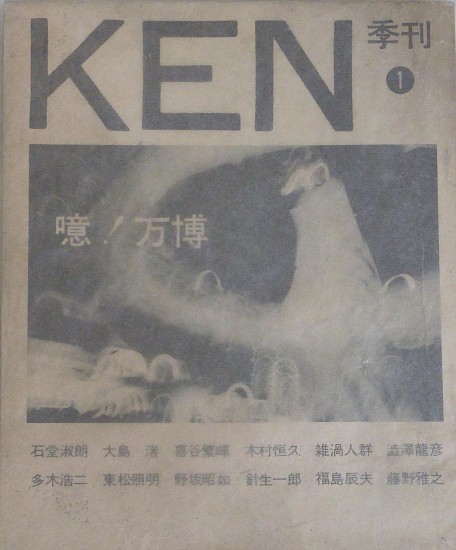 KEN
季刊
1
噫!万博
石堂淑朗 大島渚 喜谷繁暉 木村恒久 雑渦人群 澁澤龍彦
多木浩二 東松照明 野坂昭如 針生一郎 福島辰夫 藤野雅之